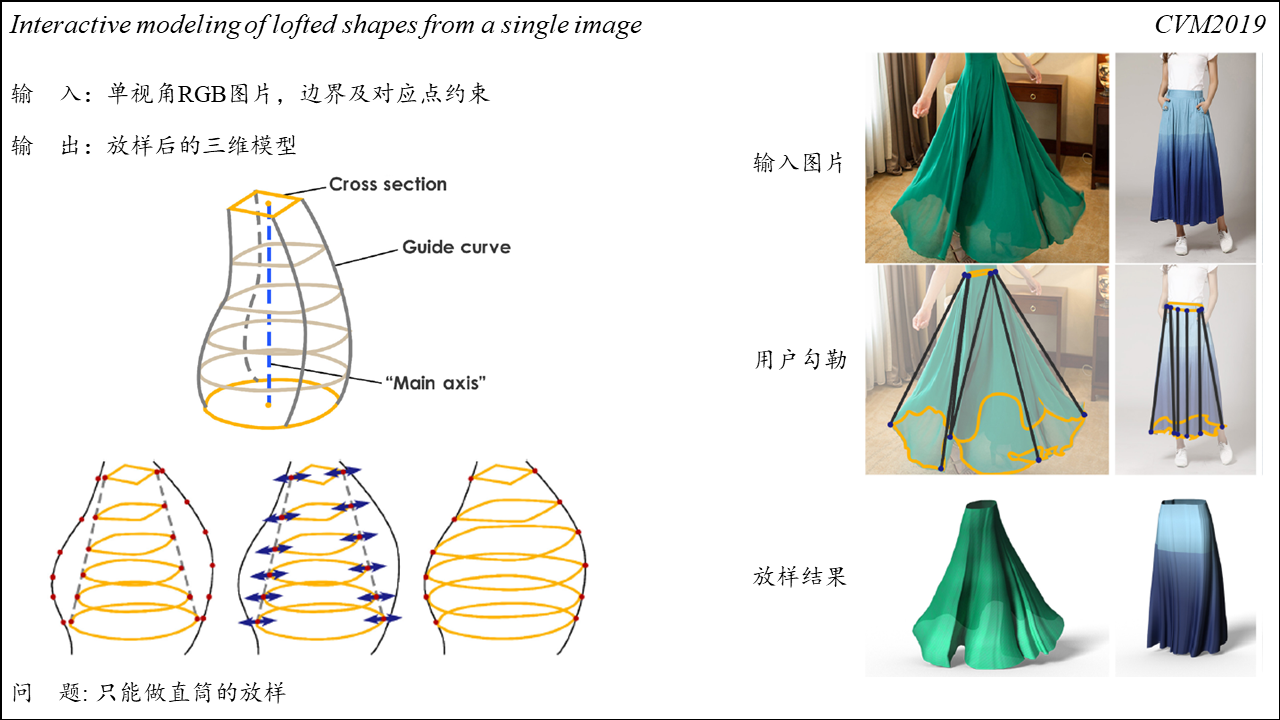 Interactive modeling of lofted shapes from a single image
CVM2019
输 入：单视角RGB图片，边界及对应点约束
输 出：放样后的三维模型
Cross section
Guide curve
“Main axis”
输入图片
用户勾勒
放样结果
问 题: 只能做直筒的放样